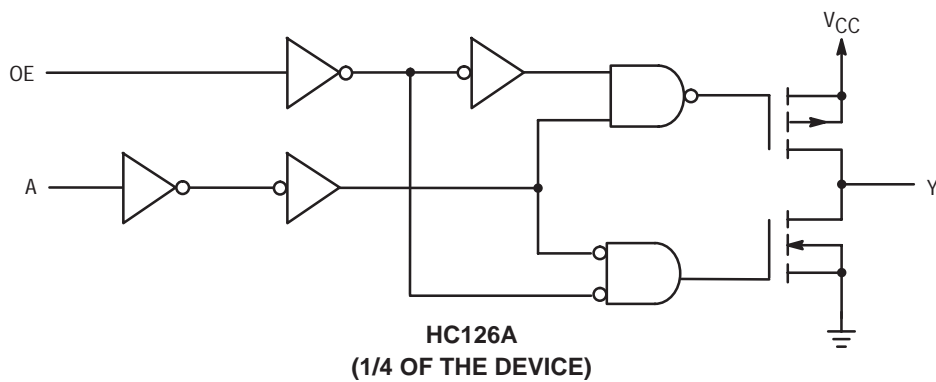 VCC
OE
A
Y
HC126A
(1/4 OF THE DEVICE)